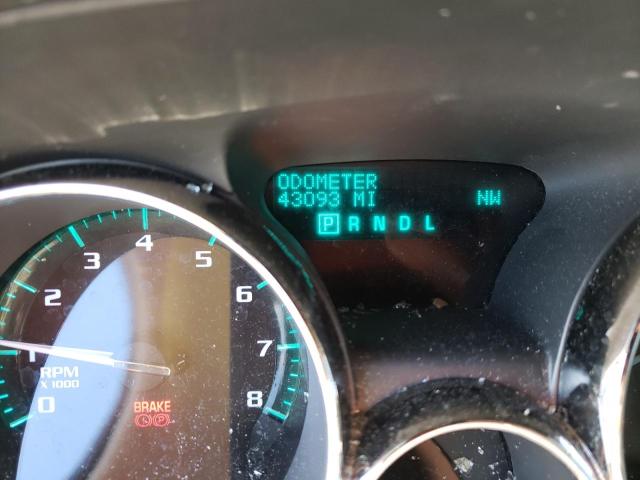 ODOMETER
43093 MI NW
P R N D L
4
3 5
2 6
1 7
RPM
X 1000
0 8
BRAKE
(P)